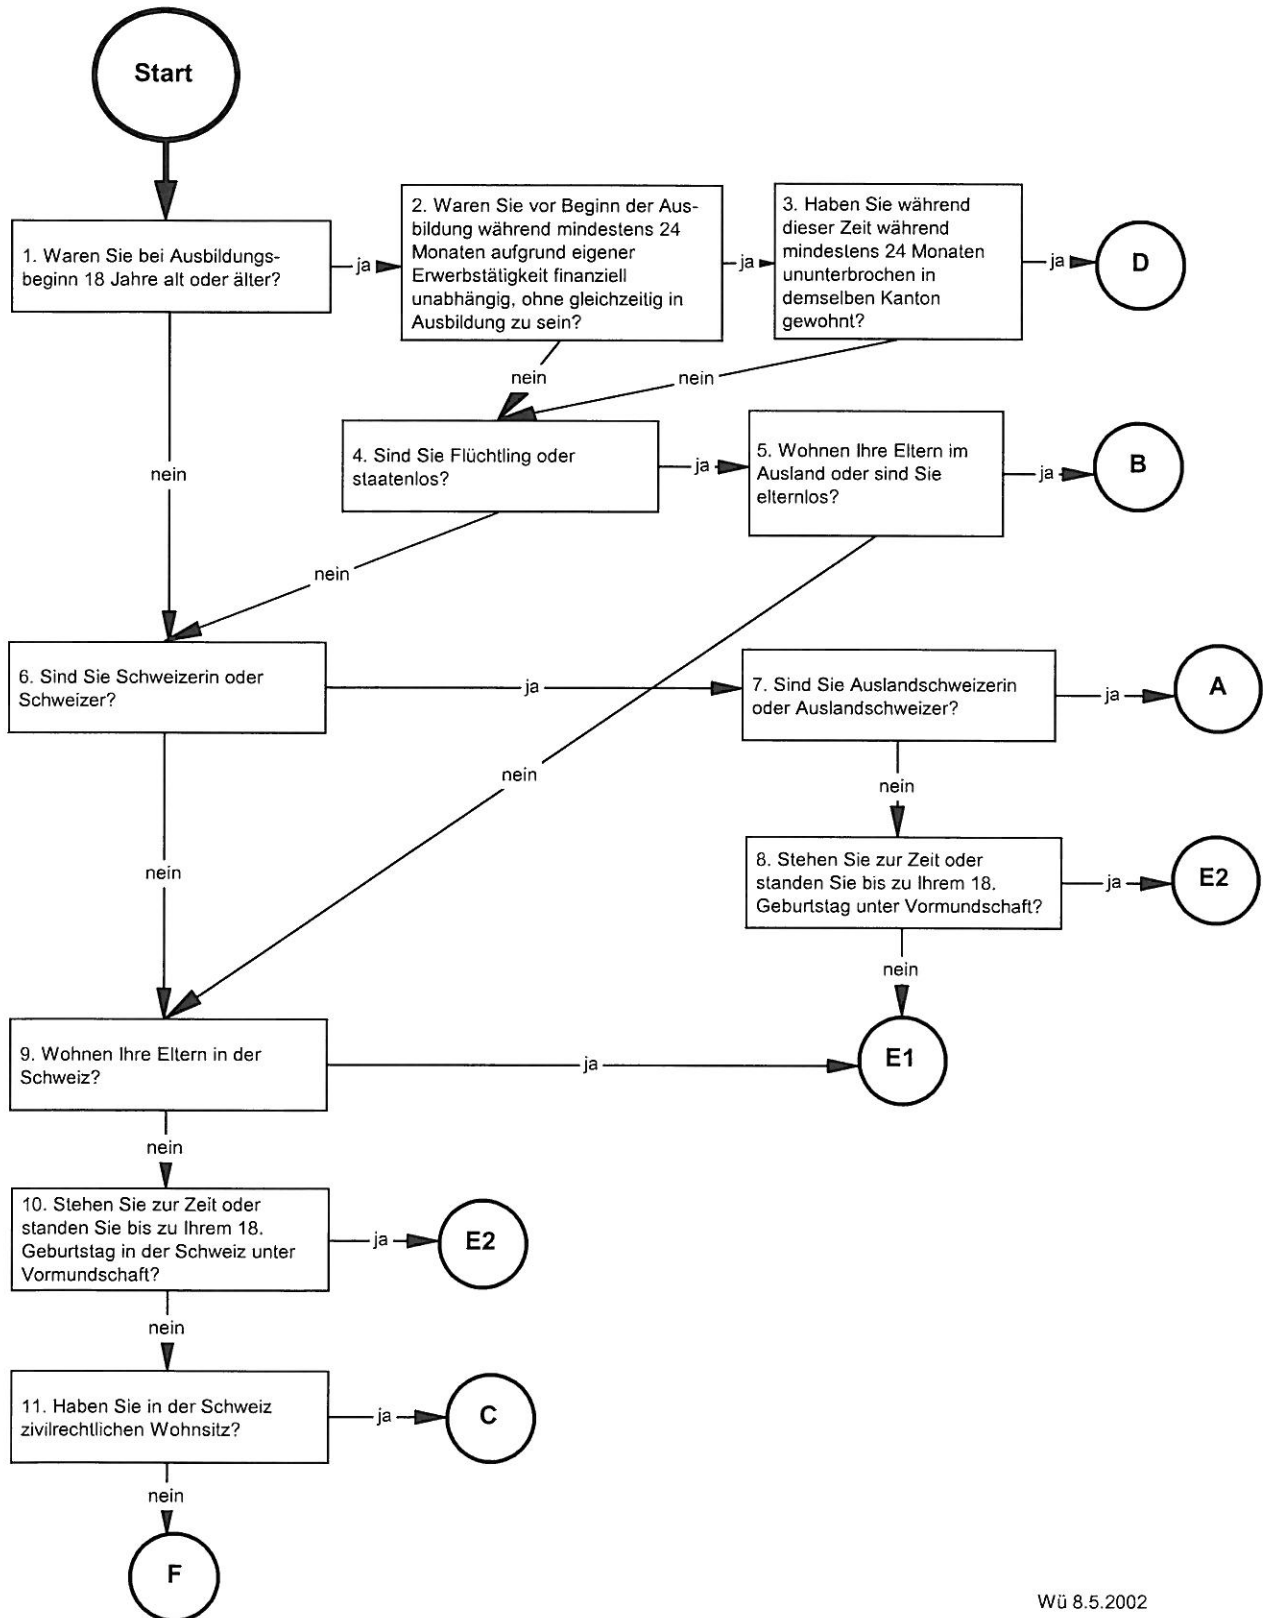 Start
1. Waren Sie bei Ausbildungs-
beginn 18 Jahre alt oder älter?
ja
2. Waren Sie vor Beginn der Aus-
bildung während mindestens 24
Monaten aufgrund eigener
Erwerbstätigkeit finanziell
unabhängig, ohne gleichzeitig in
Ausbildung zu sein?
ja
3. Haben Sie während
dieser Zeit während
mindestens 24 Monaten
ununterbrochen in
demselben Kanton
gewohnt?
ja
D
nein
nein
nein
4. Sind Sie Flüchtling oder
staatenlos?
ja
5. Wohnen Ihre Eltern im
Ausland oder sind Sie
elternlos?
ja
B
nein
6. Sind Sie Schweizerin oder
Schweizer?
ja
7. Sind Sie Auslandschweizerin
oder Auslandschweizer?
ja
A
nein
nein
nein
8. Stehen Sie zur Zeit oder
standen Sie bis zu Ihrem 18.
Geburtstag unter Vormundschaft?
ja
E2
nein
9. Wohnen Ihre Eltern in der
Schweiz?
ja
E1
nein
10. Stehen Sie zur Zeit oder
standen Sie bis zu Ihrem 18.
Geburtstag in der Schweiz unter
Vormundschaft?
ja
E2
nein
11. Haben Sie in der Schweiz
zivilrechtlichen Wohnsitz?
ja
C
nein
F
Wü 8.5.2002